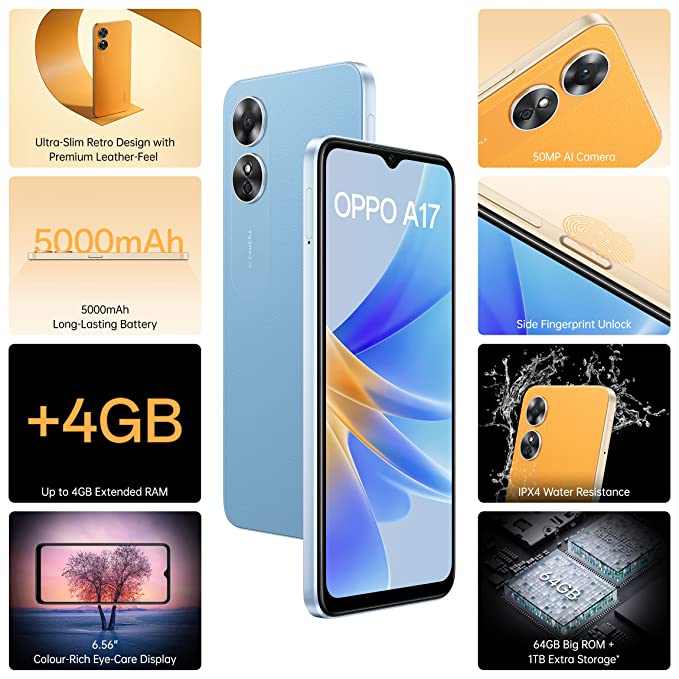 Ultra-Slim Retro Design with
Premium Leather-Feel
5000mAh
5000mAh
Long-Lasting Battery
+4GB
Up to 4GB Extended RAM
6.56"
Colour-Rich Eye-Care Display
AI CAMERA
OPPO A17
50MP AI Camera
Side Fingerprint Unlock
IPX4 Water Resistance
64GB
64GB Big ROM +
1TB Extra Storage*